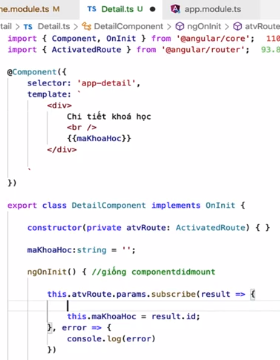 me.module.ts
TS Detail.ts U
app.module.ts
etail
TS Detail.ts
DetailComponent
ngOnInit
atvRoute
import { Component, OnInit } from '@angular/core';
import { ActivatedRoute } from '@angular/router'; 93.8
@Component({
selector: 'app-detail',
template: `
<div>
Chi tiết khoá học
<br />
{{maKhoaHoc}}
</div>
`
})
export class DetailComponent implements OnInit {
constructor(private atvRoute: ActivatedRoute) { }
maKhoaHoc:string = '';
ngOnInit() { //giống componentdidmount
this.atvRoute.params.subscribe(result => {
this.maKhoaHoc = result.id;
}, error => {
console.log(error)
})